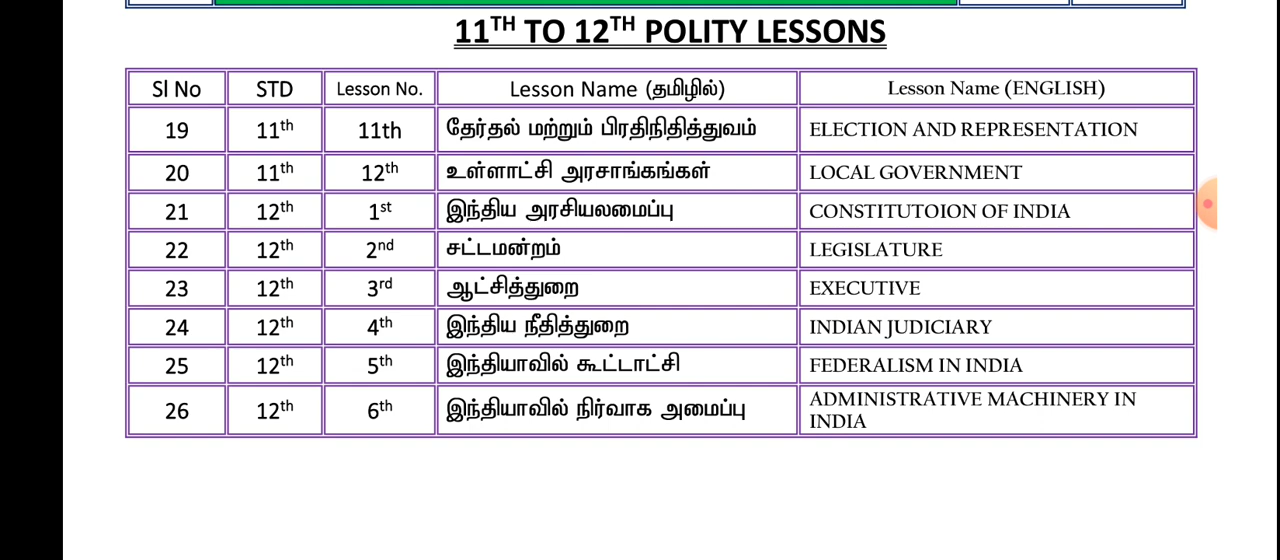 11TH TO 12TH POLITY LESSONS
Sl No STD Lesson No. Lesson Name (தமிழில்) Lesson Name (ENGLISH)
19 11th 11th தேர்தல் மற்றும் பிரதிநிதித்துவம் ELECTION AND REPRESENTATION
20 11th 12th உள்ளாட்சி அரசாங்கங்கள் LOCAL GOVERNMENT
21 12th 1st இந்திய அரசியலமைப்பு CONSTITUTOION OF INDIA
22 12th 2nd சட்டமன்றம் LEGISLATURE
23 12th 3rd ஆட்சித்துறை EXECUTIVE
24 12th 4th இந்திய நீதித்துறை INDIAN JUDICIARY
25 12th 5th இந்தியாவில் கூட்டாட்சி FEDERALISM IN INDIA
26 12th 6th இந்தியாவில் நிர்வாக அமைப்பு ADMINISTRATIVE MACHINERY IN
INDIA